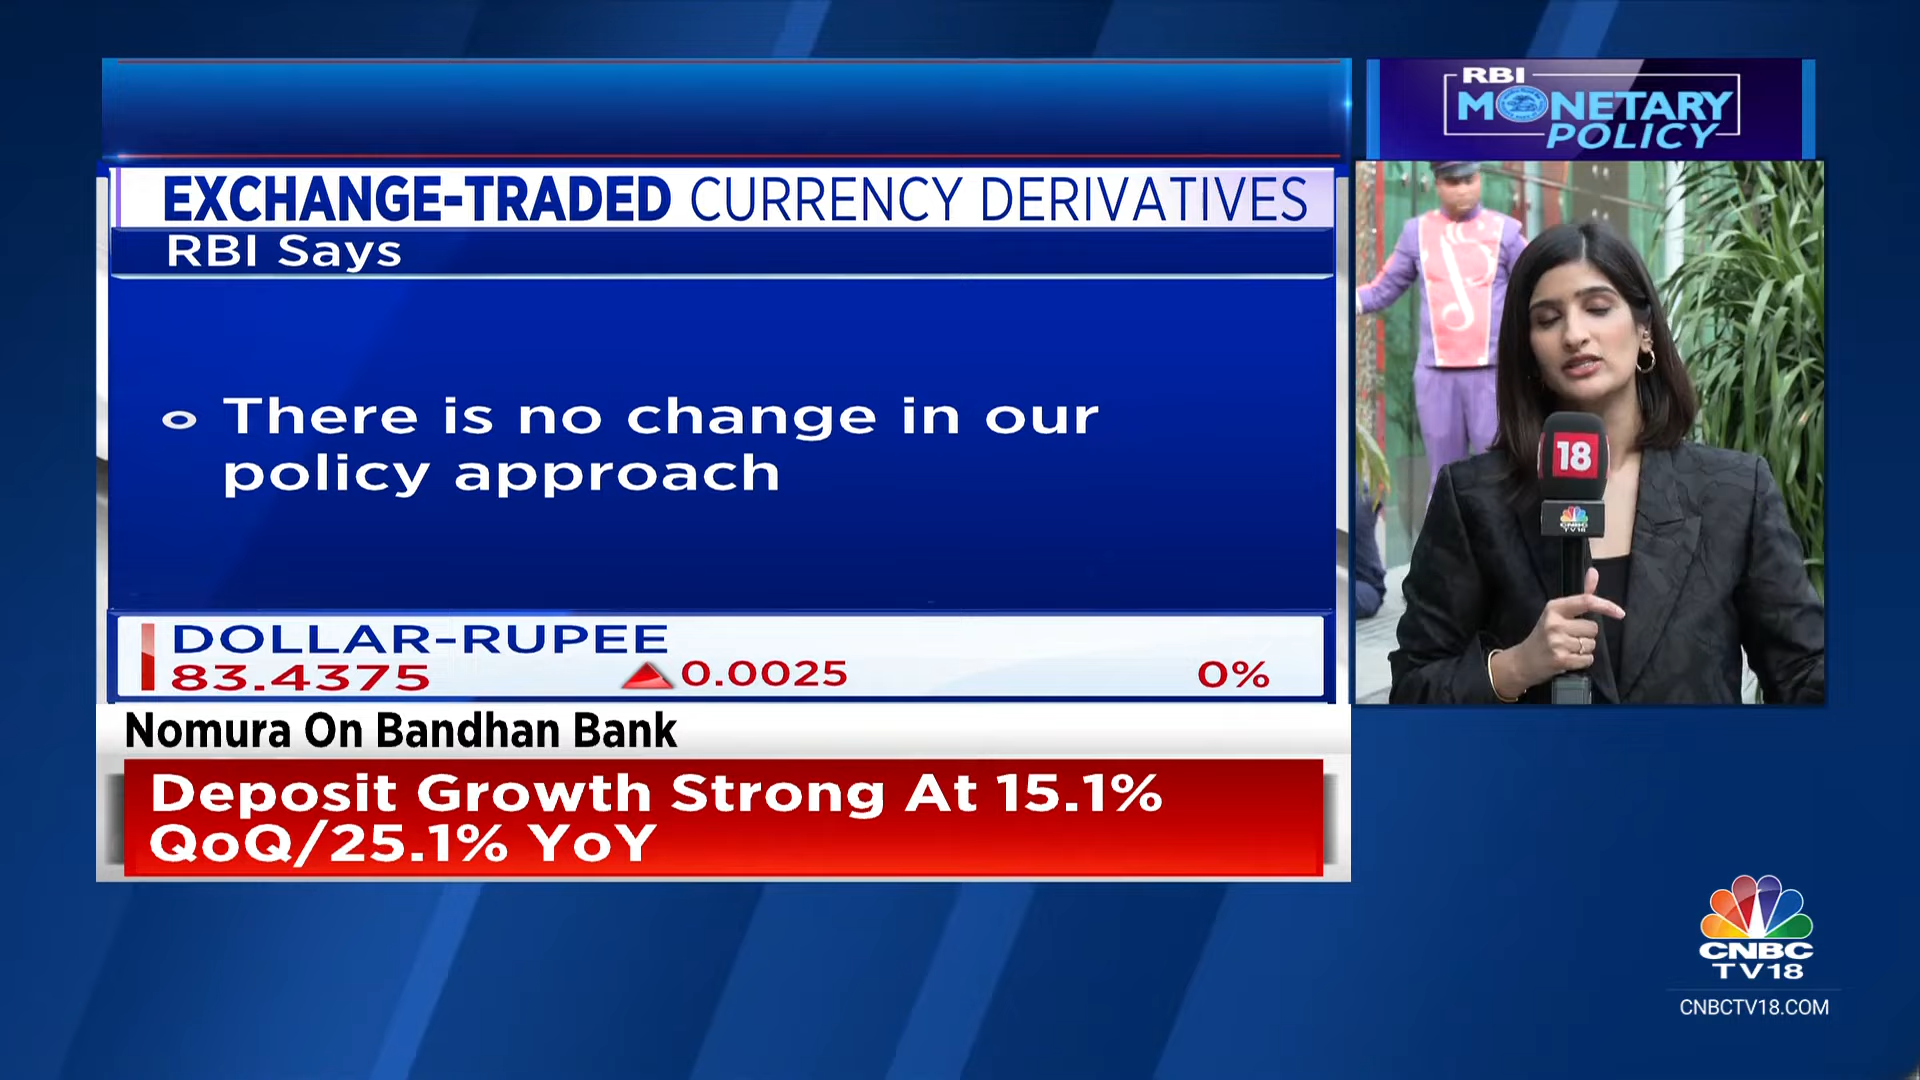 RBI
MONETARY
POLICY
EXCHANGE-TRADED CURRENCY DERIVATIVES
RBI Says
There is no change in our
policy approach
18
CNBC
TV18
DOLLAR-RUPEE
83.4375 0.0025 0%
Nomura On Bandhan Bank
Deposit Growth Strong At 15.1%
QoQ/25.1% YoY
CNBC
TV18
CNBCTV18.COM